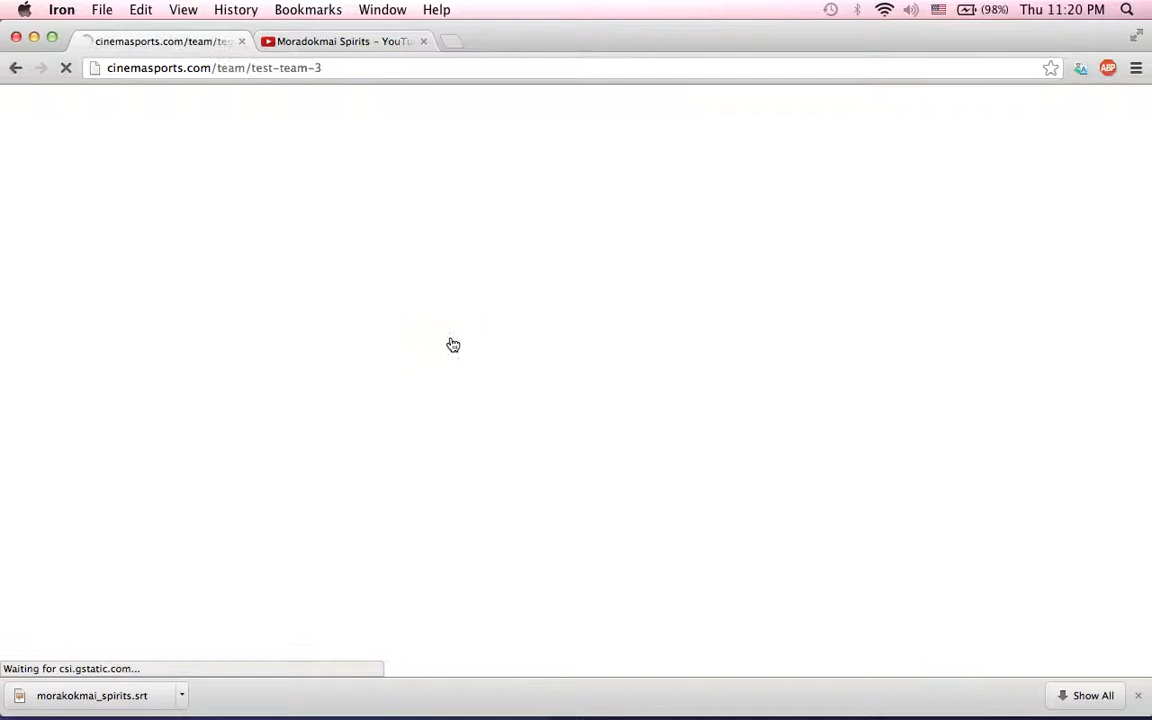 Iron File Edit View History Bookmarks Window Help (98%) Thu 11:20 PM
cinemasports.com/team/te Moradokmai Spirits – YouTu
cinemasports.com/team/test-team-3 ABP
Waiting for csi.gstatic.com...
morakokmai_spirits.srt Show All